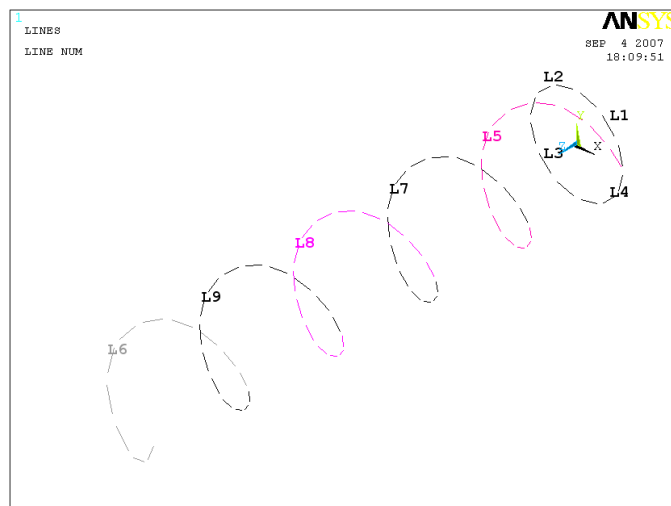 1
LINES
LINE NUM
ANSYS
SEP 4 2007
18:09:51
L2
L1
Y
L5
L3
Z
X
L7
L4
L8
L9
L6